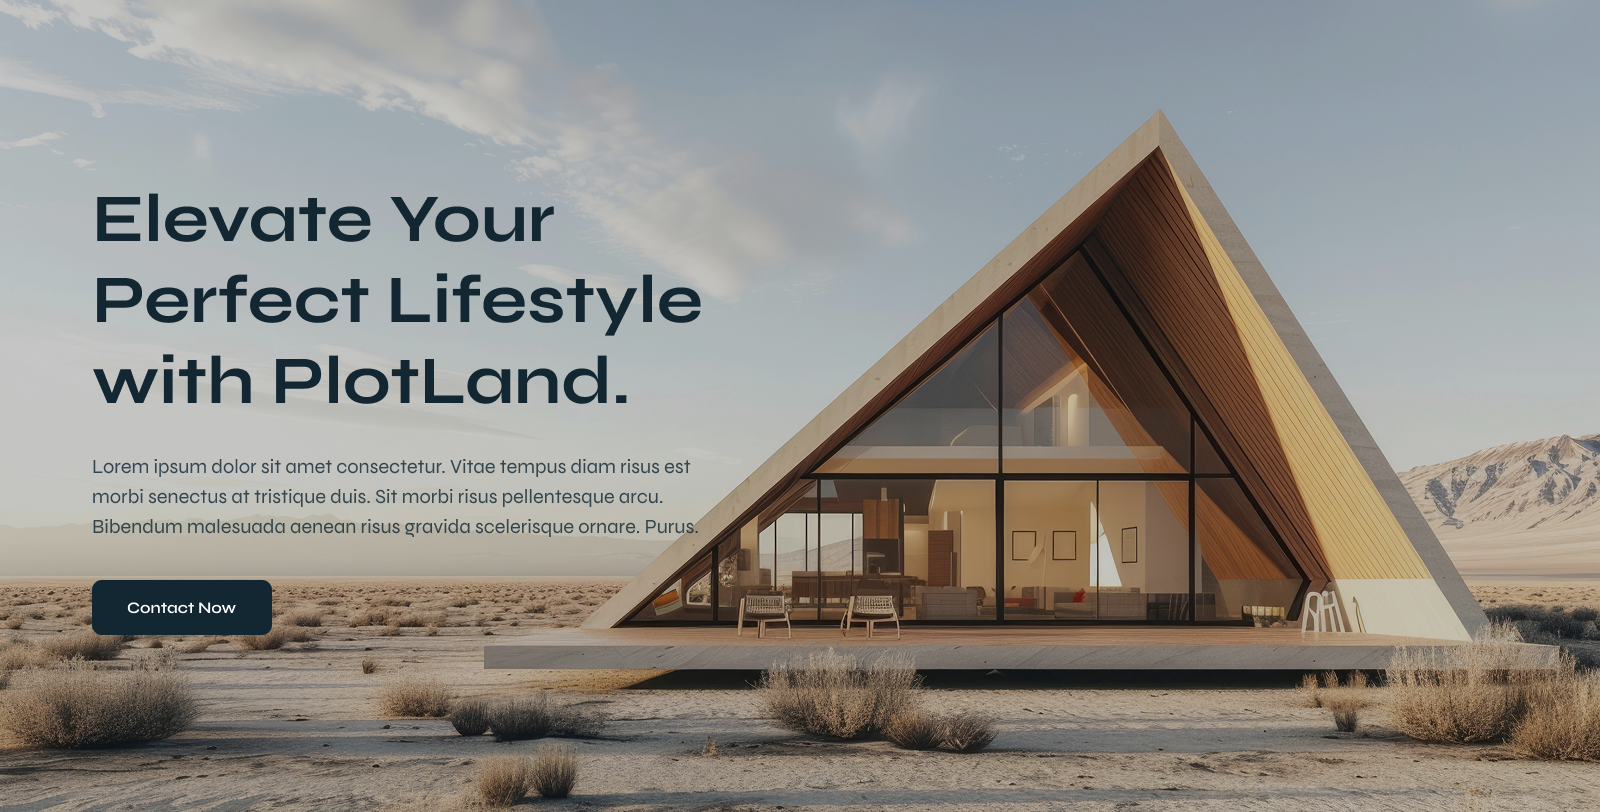 Elevate Your
Perfect Lifestyle
with PlotLand.
Lorem ipsum dolor sit amet consectetur. Vitae tempus diam risus est
morbi senectus at tristique duis. Sit morbi risus pellentesque arcu.
Bibendum malesuada aenean risus gravida scelerisque ornare. Purus.
Contact Now